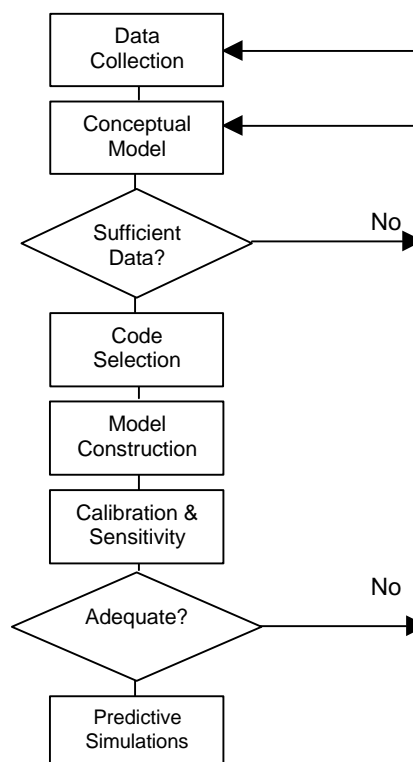 Data
Collection
Conceptual
Model
Sufficient
Data?
No
Code
Selection
Model
Construction
Calibration &
Sensitivity
Adequate?
No
Predictive
Simulations